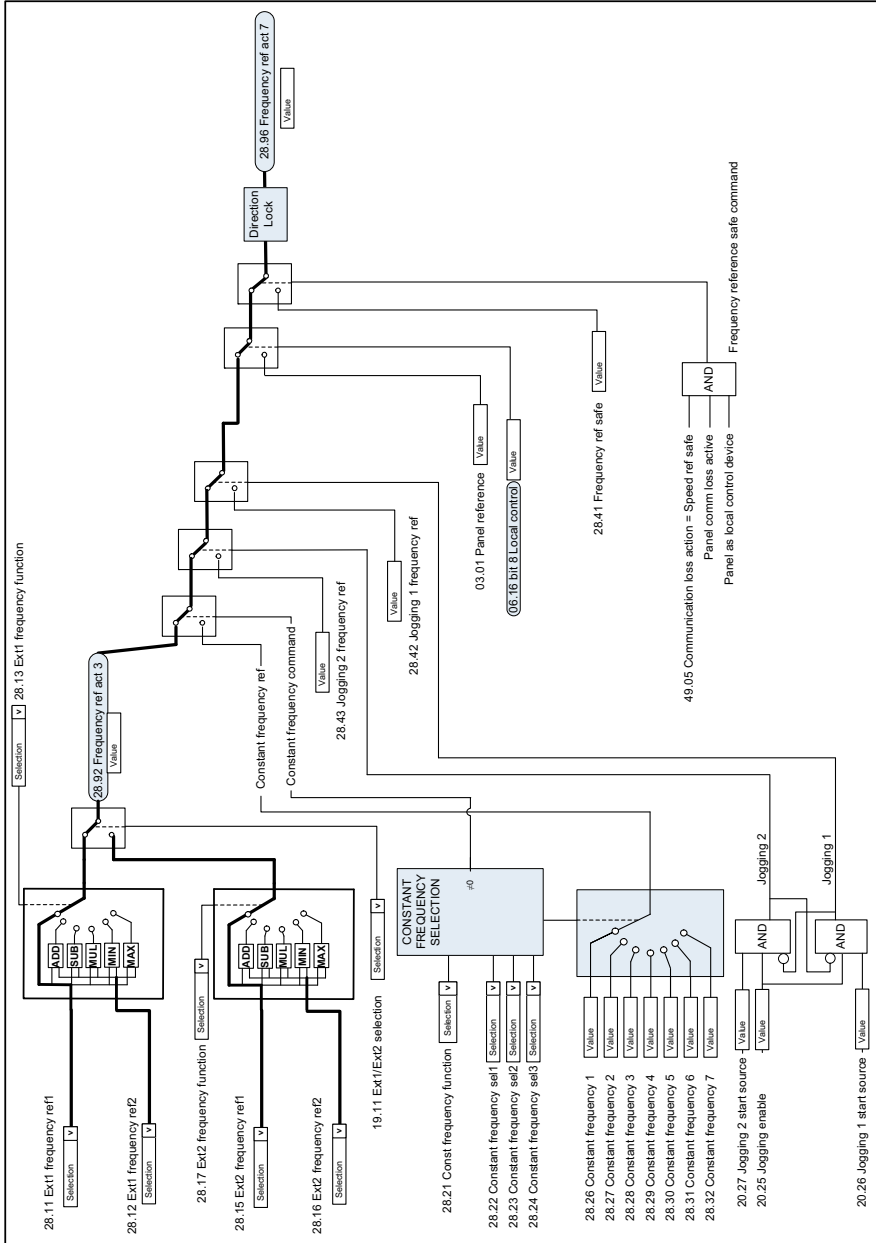 28.11 Ext1 frequency ref1
Selection v
28.12 Ext1 frequency ref2
Selection v
ADD
SUB
MUL
MIN
MAX
Selection v 28.13 Ext1 frequency function
28.17 Ext2 frequency function
Selection v
28.15 Ext2 frequency ref1
Selection v
28.16 Ext2 frequency ref2
Selection v
ADD
SUB
MUL
MIN
MAX
19.11 Ext1/Ext2 selection
Selection v
28.92 Frequency ref act 3
Value
28.21 Const frequency function
Selection v
28.22 Constant frequency sel1
Selection v
28.23 Constant frequency sel2
Selection v
28.24 Constant frequency sel3
Selection v
CONSTANT
FREQUENCY
SELECTION
≠0
Constant frequency ref
Constant frequency command
28.26 Constant frequency 1
Value
28.27 Constant frequency 2
Value
28.28 Constant frequency 3
Value
28.29 Constant frequency 4
Value
28.30 Constant frequency 5
Value
28.31 Constant frequency 6
Value
28.32 Constant frequency 7
Value
20.27 Jogging 2 start source
Value
20.25 Jogging enable
Value
20.26 Jogging 1 start source
Value
AND
AND
Jogging 2
Jogging 1
Value
28.43 Jogging 2 frequency ref
Value
28.42 Jogging 1 frequency ref
03.01 Panel reference
Value
06.16 bit 8 Local control
Value
28.41 Frequency ref safe
Value
49.05 Communication loss action = Speed ref safe
Panel comm loss active
Panel as local control device
AND
Frequency reference safe command
Direction
Lock
28.96 Frequency ref act 7
Value